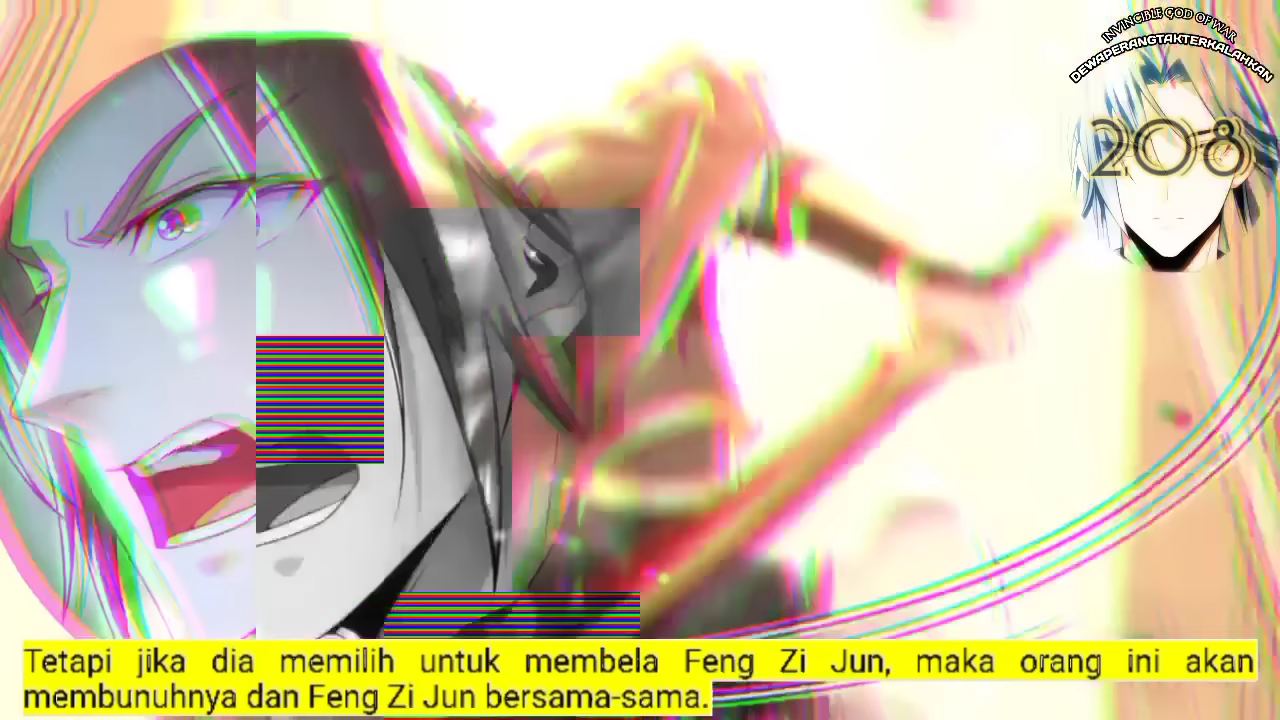 INVINCIBLE GOD OF WAR
DEWAPERANGTAKTERKALAHKAN
208
Tetapi jika dia memilih untuk membela Feng Zi Jun, maka orang ini akan
membunuhnya dan Feng Zi Jun bersama-sama.